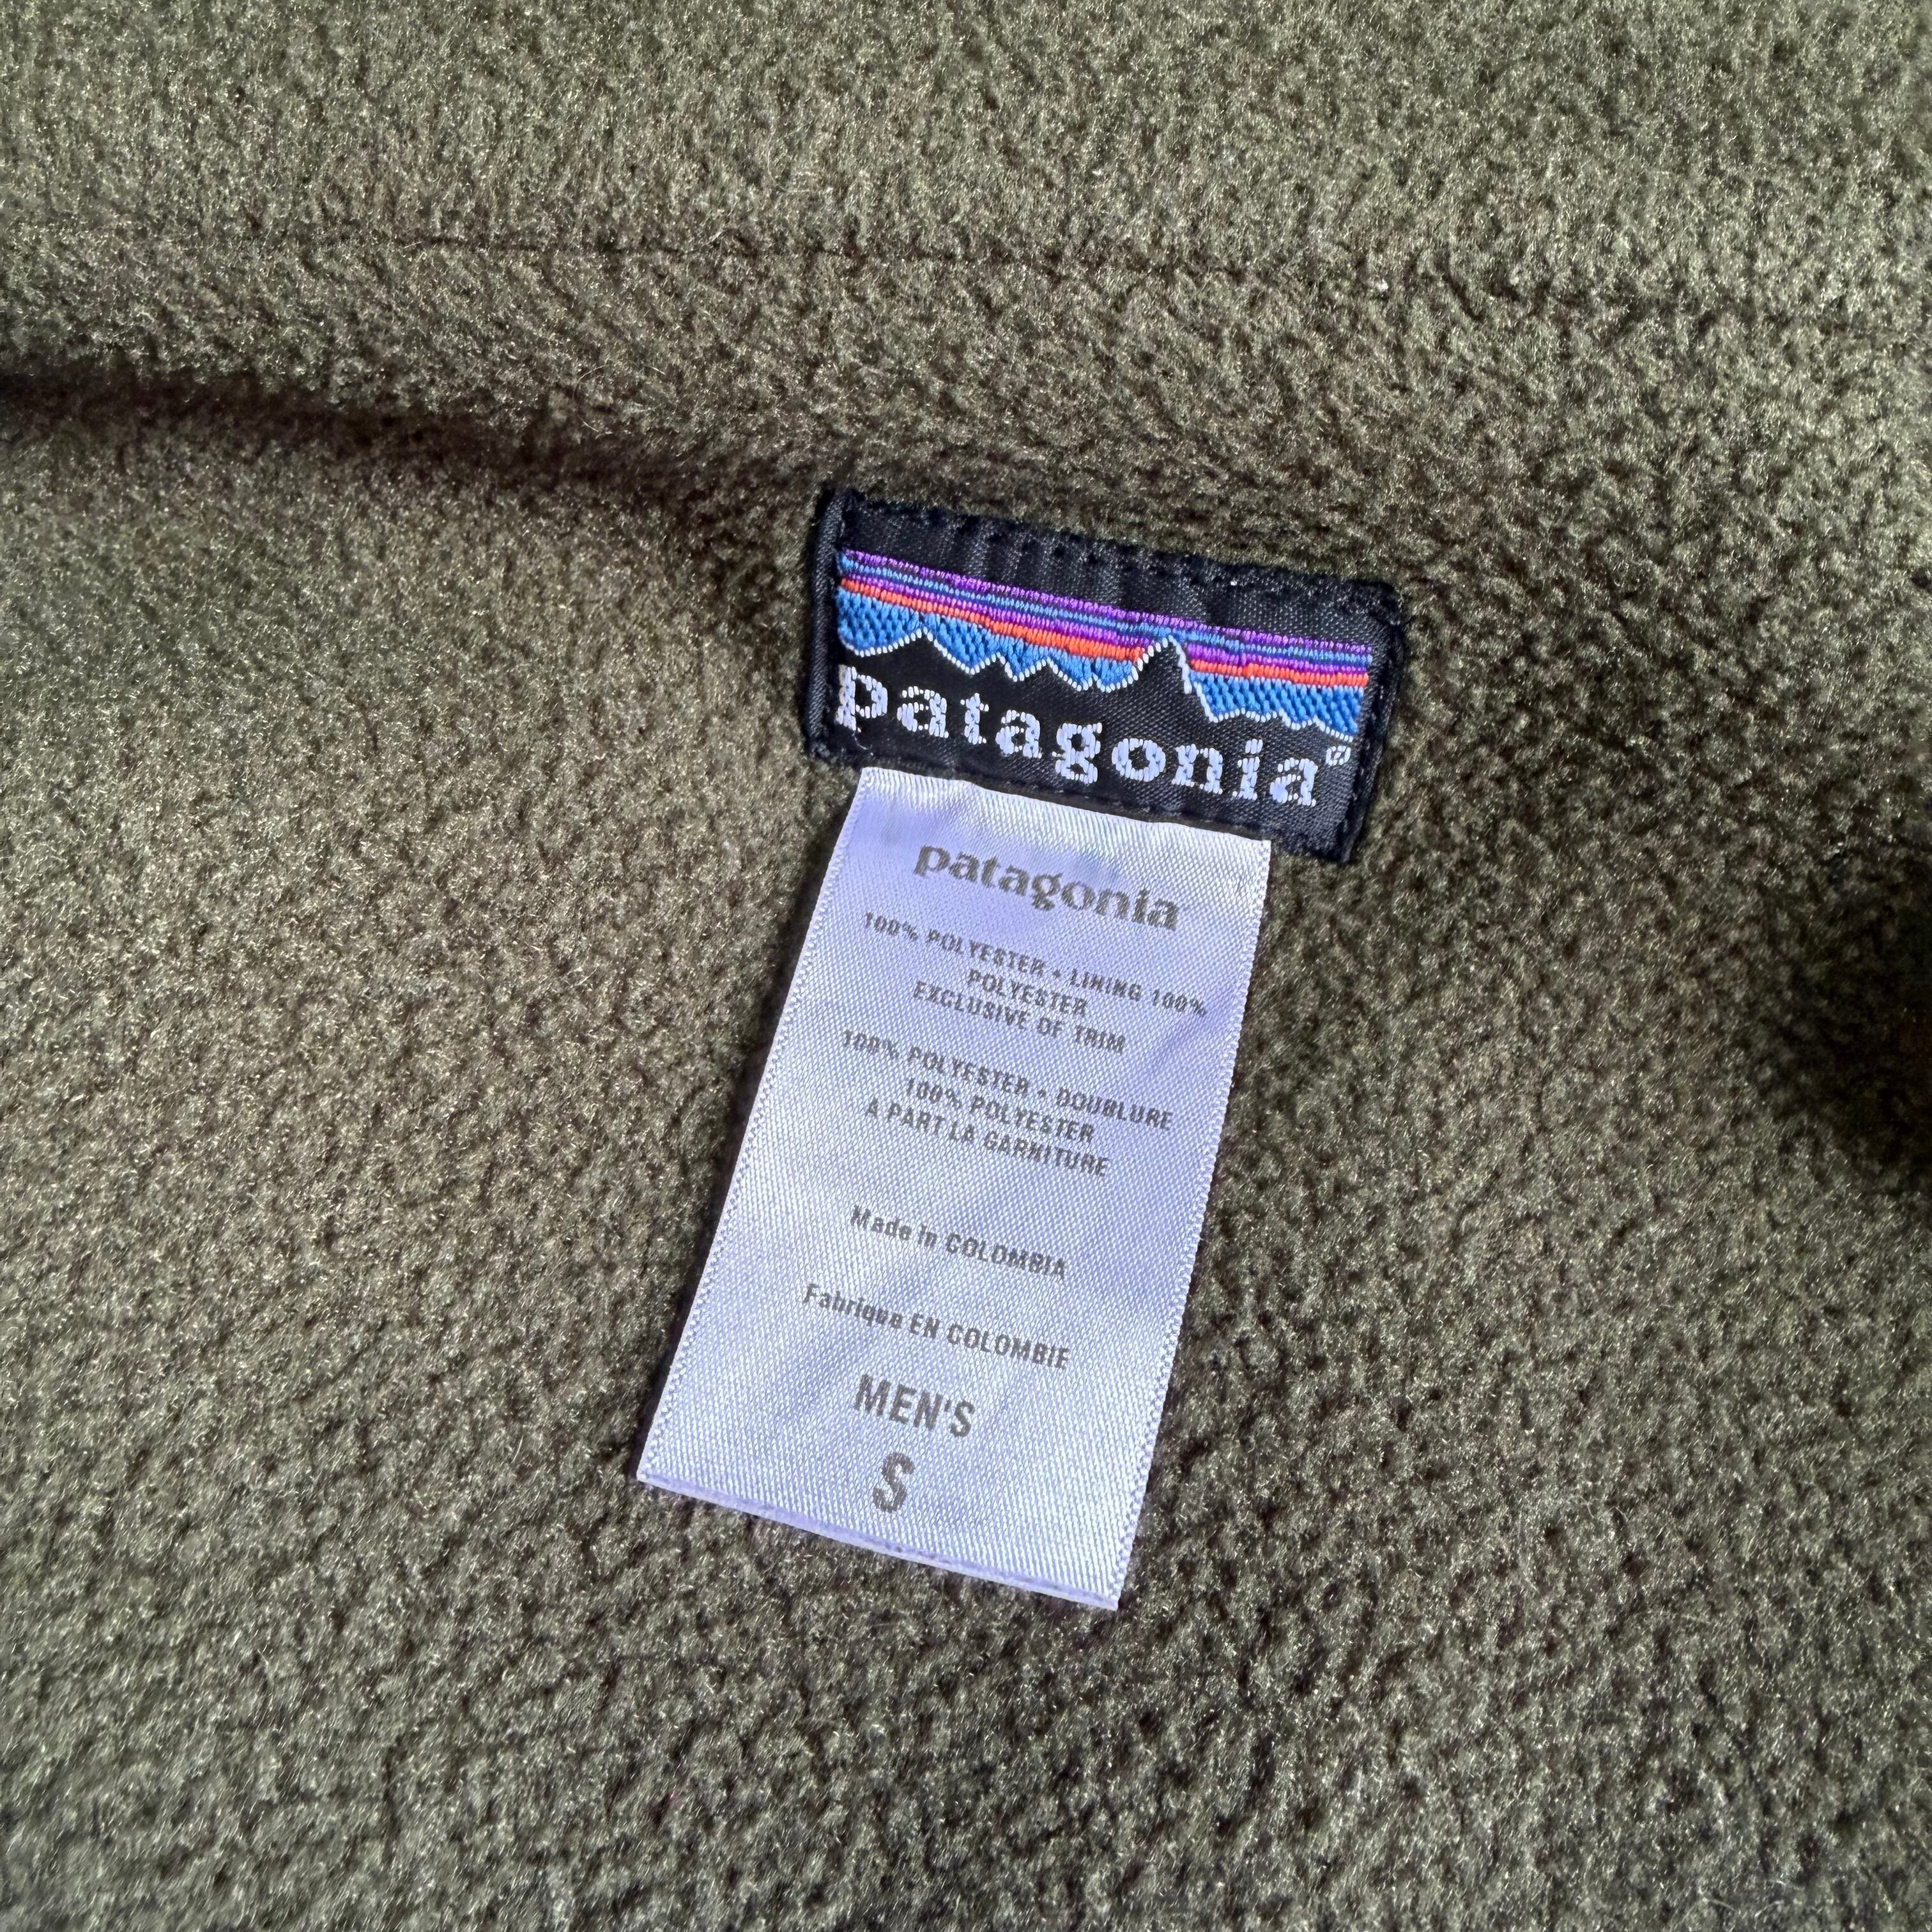 patagonia®
patagonia
100% POLYESTER • LINING 100%
POLYESTER
EXCLUSIVE OF TRIM
100% POLYESTER • DOUBLURE
100% POLYESTER
A PART LA GARNITURE
Made in COLOMBIA
Fabrique EN COLOMBIE
MEN'S
S